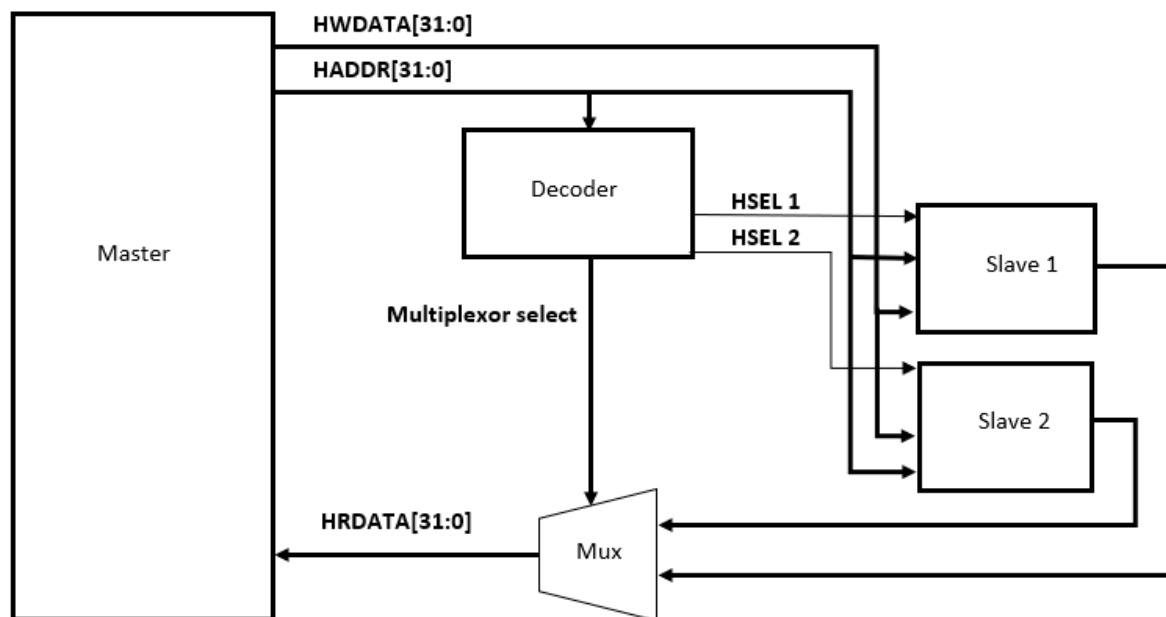 HWDATA[31:0]
HADDR[31:0]
Decoder
HSEL 1
HSEL 2
Master
Slave 1
Multiplexor select
Slave 2
HRDATA[31:0]
Mux